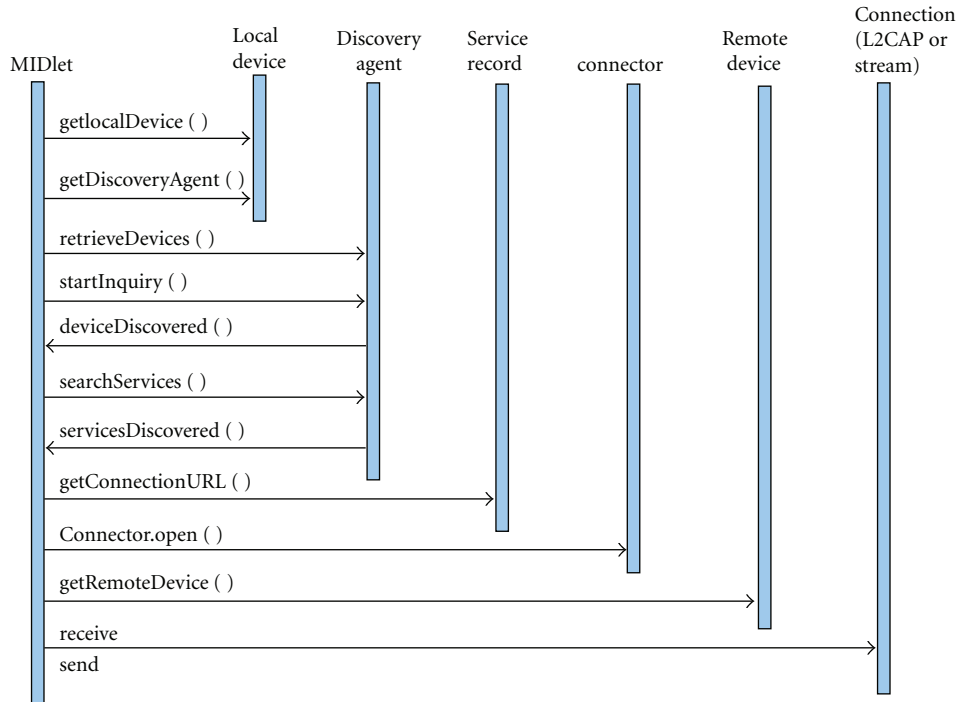 MIDlet
Local
device
Discovery
agent
Service
record
connector
Remote
device
Connection
(L2CAP or
stream)
getlocalDevice ( )
getDiscoveryAgent ( )
retrieveDevices ( )
startInquiry ( )
deviceDiscovered ( )
searchServices ( )
servicesDiscovered ( )
getConnectionURL ( )
Connector.open ( )
getRemoteDevice ( )
receive
send